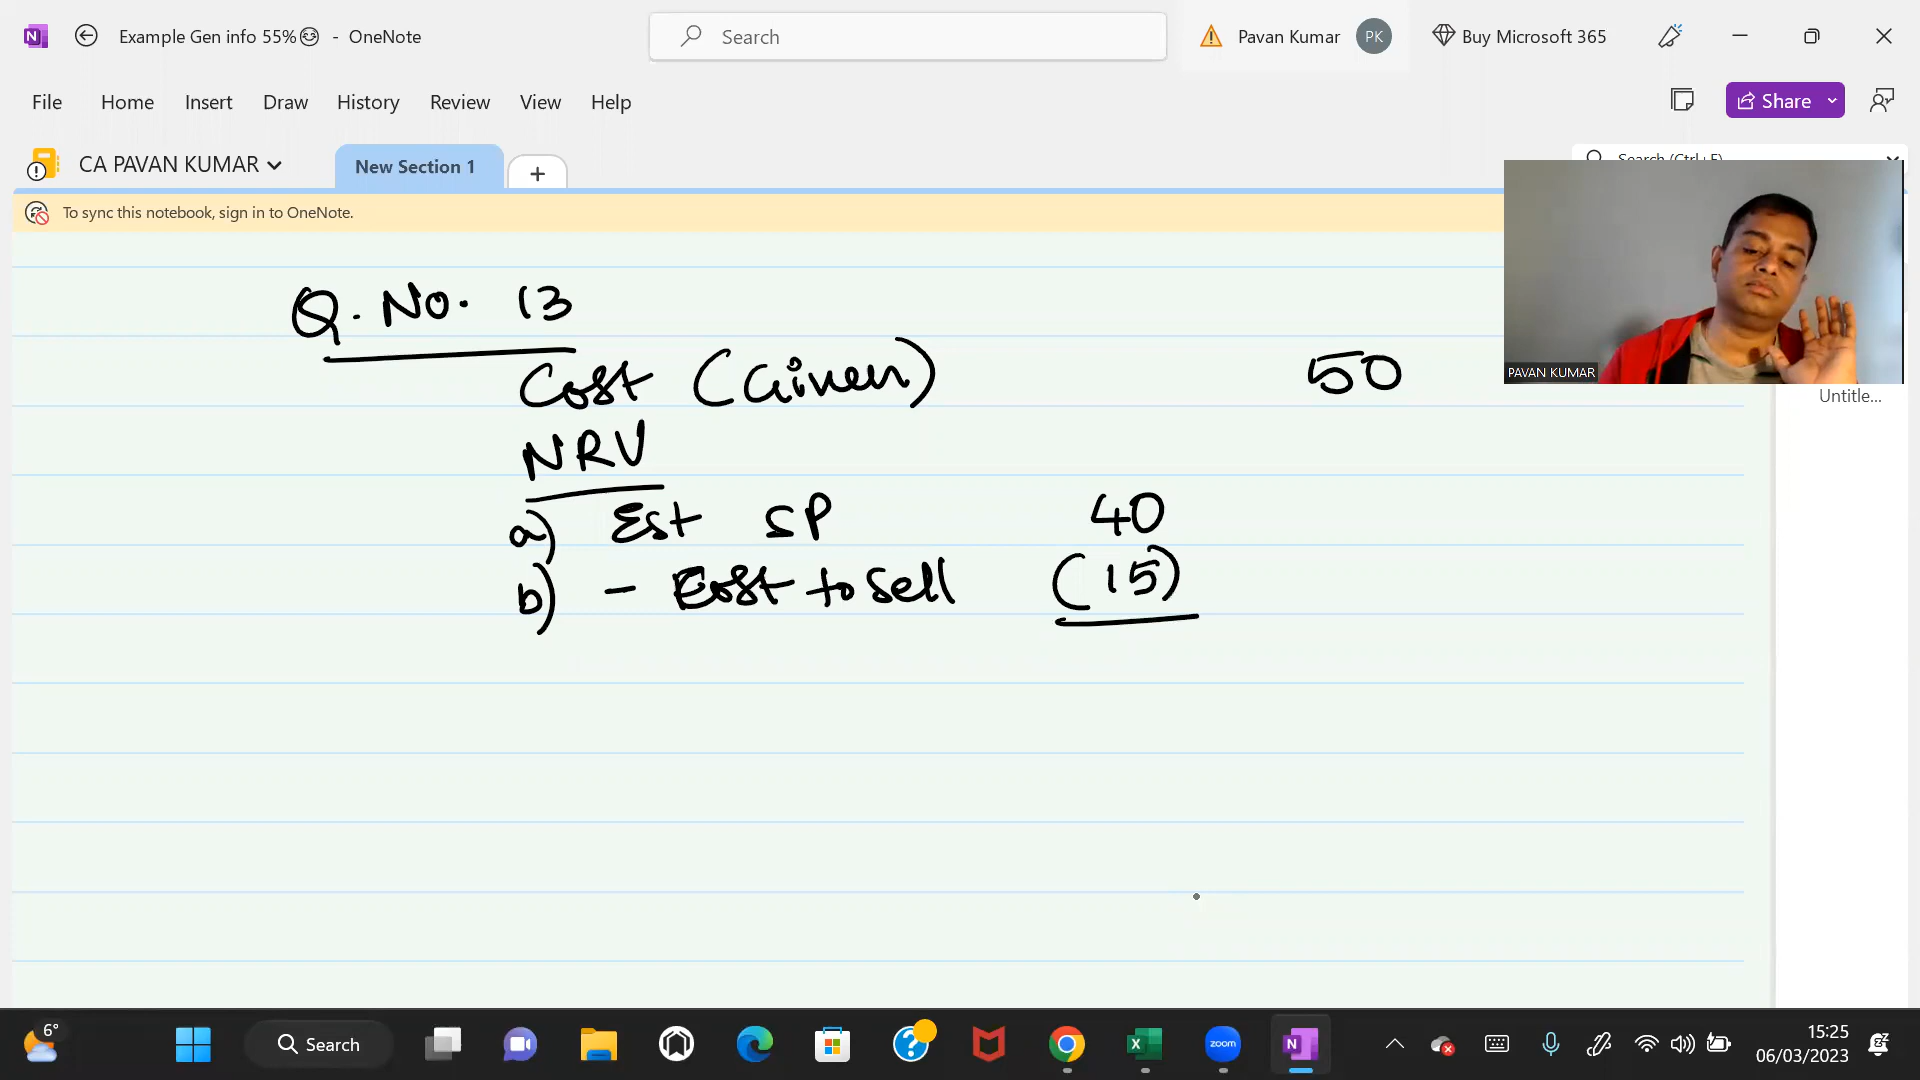 Example Gen info 55% - OneNote
Search
Pavan Kumar
PK
Buy Microsoft 365
File Home Insert Draw History Review View Help
Share
CA PAVAN KUMAR
New Section 1
+
Search (Ctrl+F)
To sync this notebook, sign in to OneNote.
PAVAN KUMAR
Untitle...
Q. No. 13
Cost (Given) 50
NRV
a) Est SP 40
b) - Cost to Sell (15)
6°
Search
zoom
15:25
06/03/2023